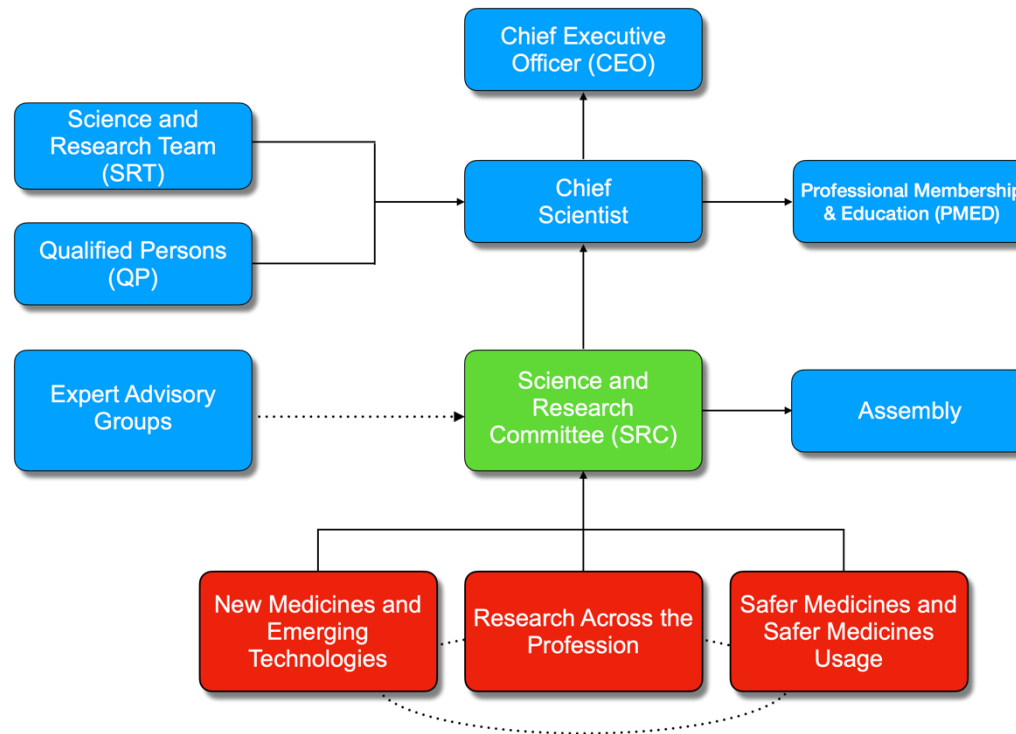 Chief Executive
Officer (CEO)
Science and
Research Team
(SRT)
Chief
Scientist
Professional Membership
& Education (PMED)
Qualified Persons
(QP)
Expert Advisory
Groups
Science and
Research
Committee (SRC)
Assembly
New Medicines and
Emerging
Technologies
Research Across the
Profession
Safer Medicines and
Safer Medicines
Usage